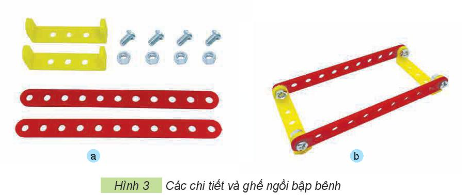 a
b
Hình 3 Các chi tiết và ghế ngồi bập bênh